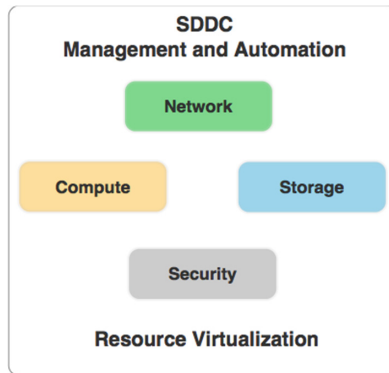 SDDC
Management and Automation
Network
Compute
Storage
Security
Resource Virtualization